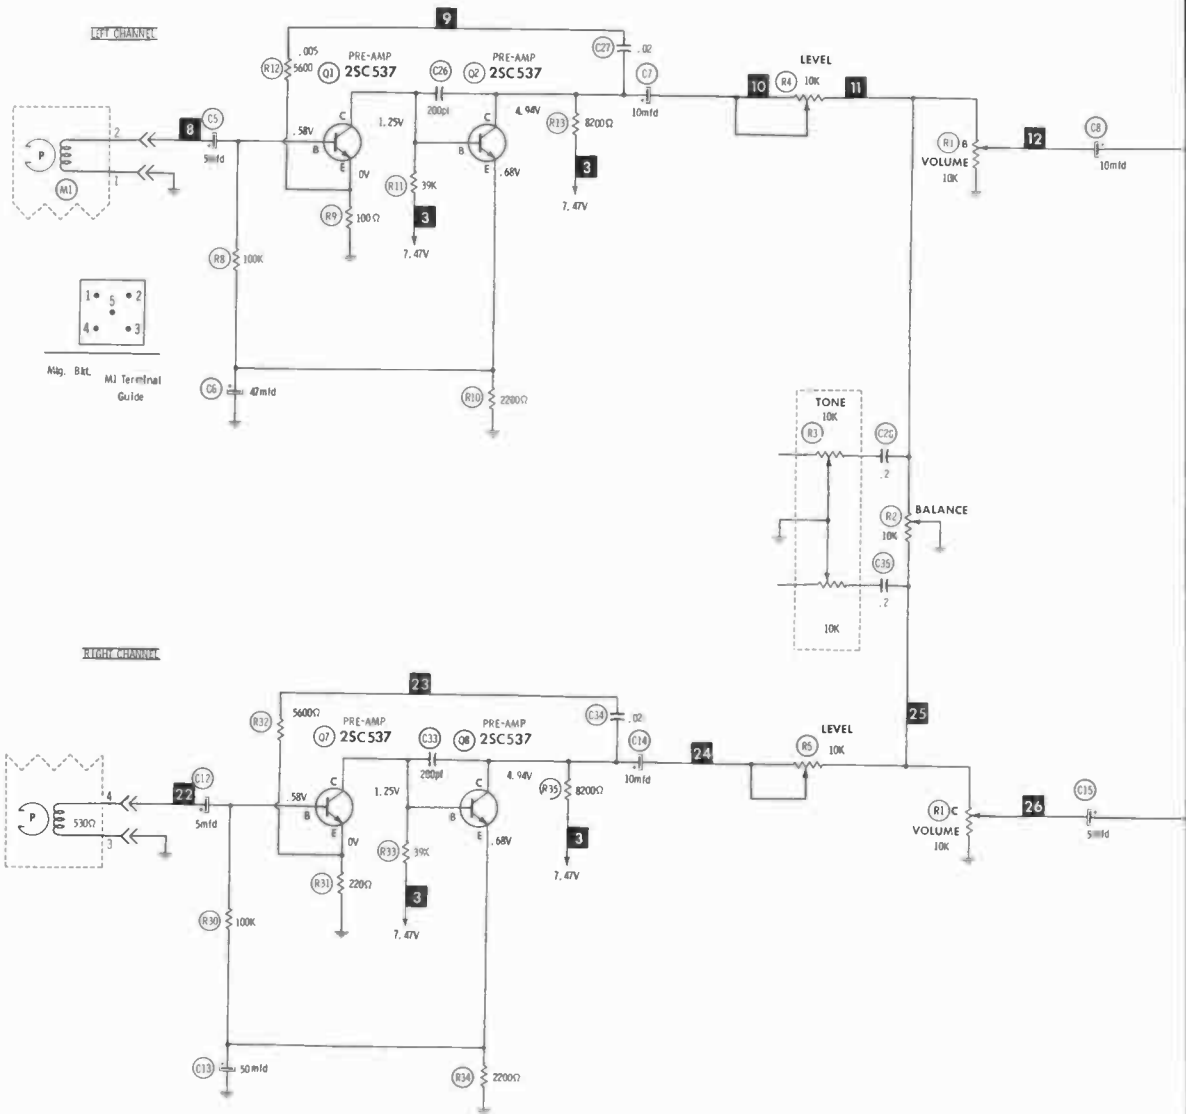 LEFT CHANNEL
9
C27
.02
.005
R12
5600
PRE-AMP
Q1
2SC537
C26
200pf
PRE-AMP
Q2
2SC537
C7
10mfd
LEVEL
10
R4
10K
11
4.94V
R13
8200Ω
8
C5
5mfd
.58V
1.25V
C
B
E
0V
C
B
E
.68V
3
7.47V
P
2
1
M1
R11
39K
R9
100Ω
3
7.47V
R1 B
VOLUME
10K
12
C8
10mfd
R8
100K
1
5
2
4
3
Mtg. Bkt.
M1 Terminal
Guide
C6
47mfd
R10
2200Ω
TONE
10K
R3
.2
R2
BALANCE
10K
C35
.2
10K
RIGHT CHANNEL
23
R32
5600Ω
PRE-AMP
Q7
2SC537
C33
200pf
PRE-AMP
Q8
2SC537
C34
.02
C14
10mfd
25
24
LEVEL
R5
10K
4.94V
R35
8200Ω
22
C12
5mfd
.58V
1.25V
C
B
E
0V
C
B
E
.68V
3
7.47V
P
530Ω
4
3
R33
39K
R31
220Ω
3
7.47V
R1 C
VOLUME
10K
26
C15
5mfd
R30
100K
C13
50mfd
R34
2200Ω